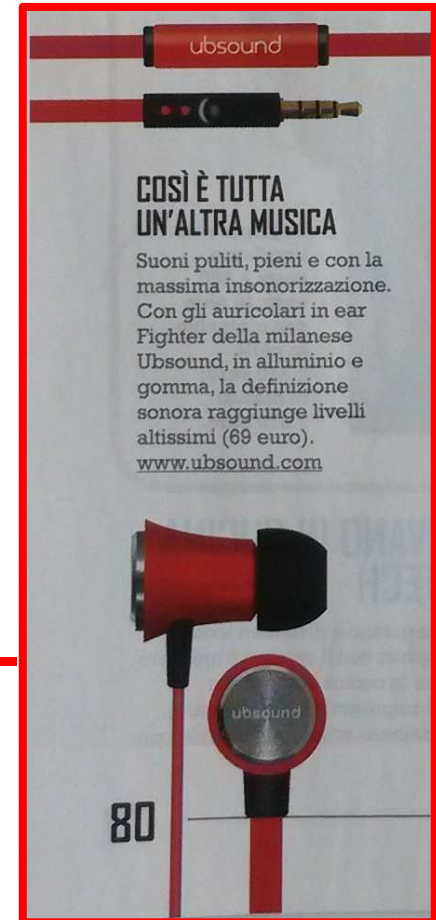 ubsound
COSÌ È TUTTA
UN'ALTRA MUSICA
Suoni puliti, pieni e con la
massima insonorizzazione.
Con gli auricolari in ear
Fighter della milanese
Ubsound, in alluminio e
gomma, la definizione
sonora raggiunge livelli
altissimi (69 euro).
www.ubsound.com
ubsound
80